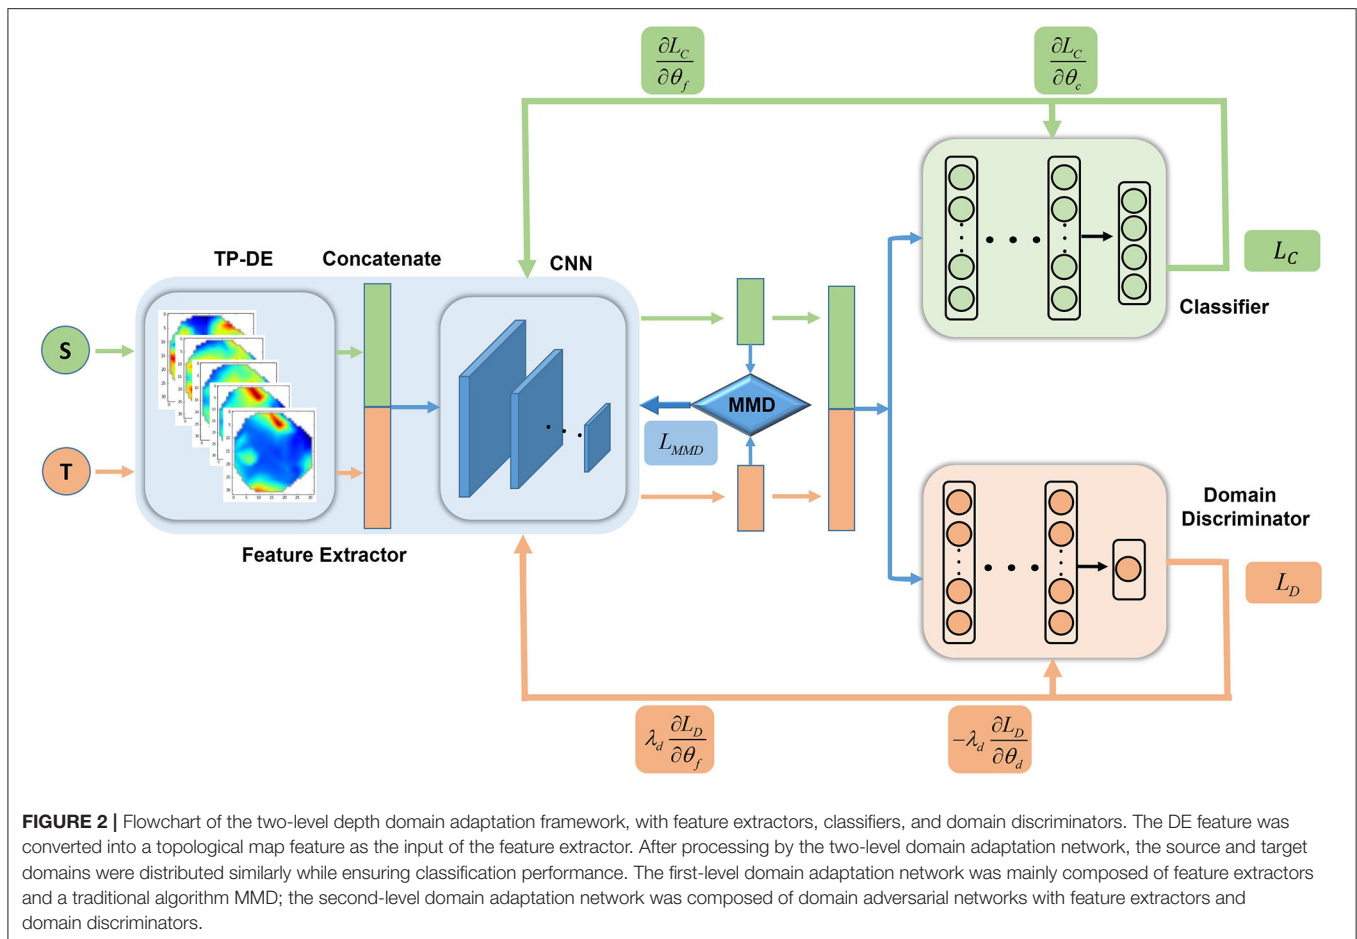 ∂L_C
∂θ_f
∂L_C
∂θ_c
TP-DE
Concatenate
CNN
S
T
MMD
L_MMD
Feature Extractor
L_C
Classifier
Domain
Discriminator
L_D
λ_d ∂L_D
∂θ_f
−λ_d ∂L_D
∂θ_d
FIGURE 2 | Flowchart of the two-level depth domain adaptation framework, with feature extractors, classifiers, and domain discriminators. The DE feature was
converted into a topological map feature as the input of the feature extractor. After processing by the two-level domain adaptation network, the source and target
domains were distributed similarly while ensuring classification performance. The first-level domain adaptation network was mainly composed of feature extractors
and a traditional algorithm MMD; the second-level domain adaptation network was composed of domain adversarial networks with feature extractors and
domain discriminators.